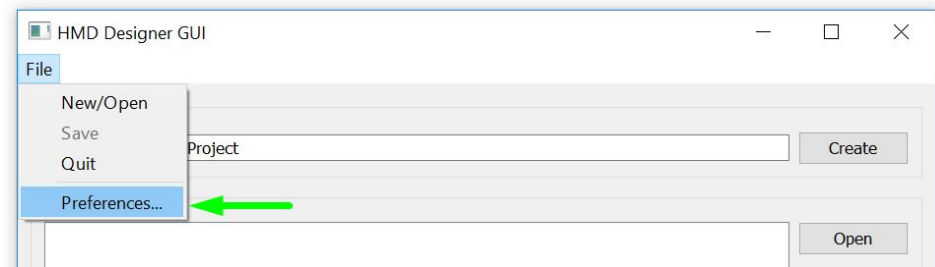 HMD Designer GUI
File
New/Open
Save
Project
Create
Quit
Preferences...
Open